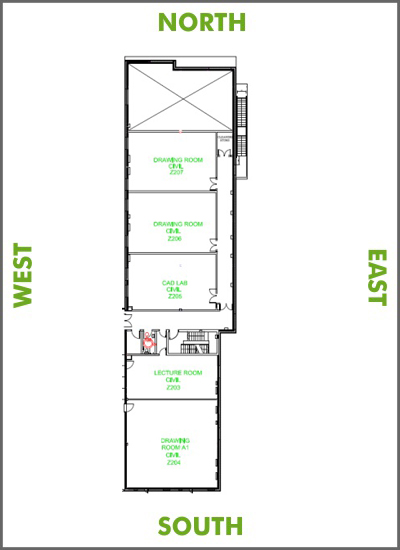 NORTH
DRAWING ROOM
CIVIL
Z207
DRAWING ROOM
CIVIL
Z206
WEST
EAST
CAD LAB
CIVIL
Z205
LECTURE ROOM
CIVIL
Z203
DRAWING
ROOM A1
CIVIL
Z204
SOUTH